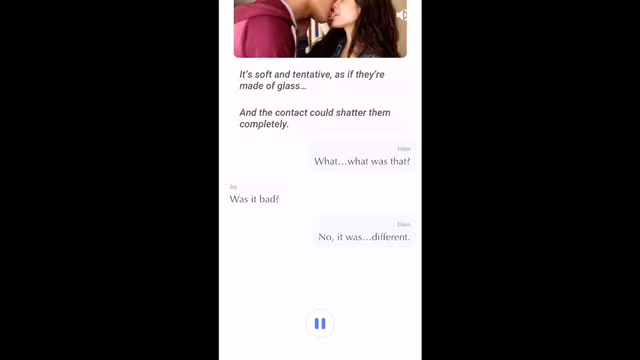 It's soft and tentative, as if they're
made of glass…
And the contact could shatter them
completely.
Eileen
What…what was that?
Jay
Was it bad?
Eileen
No, it was…different.